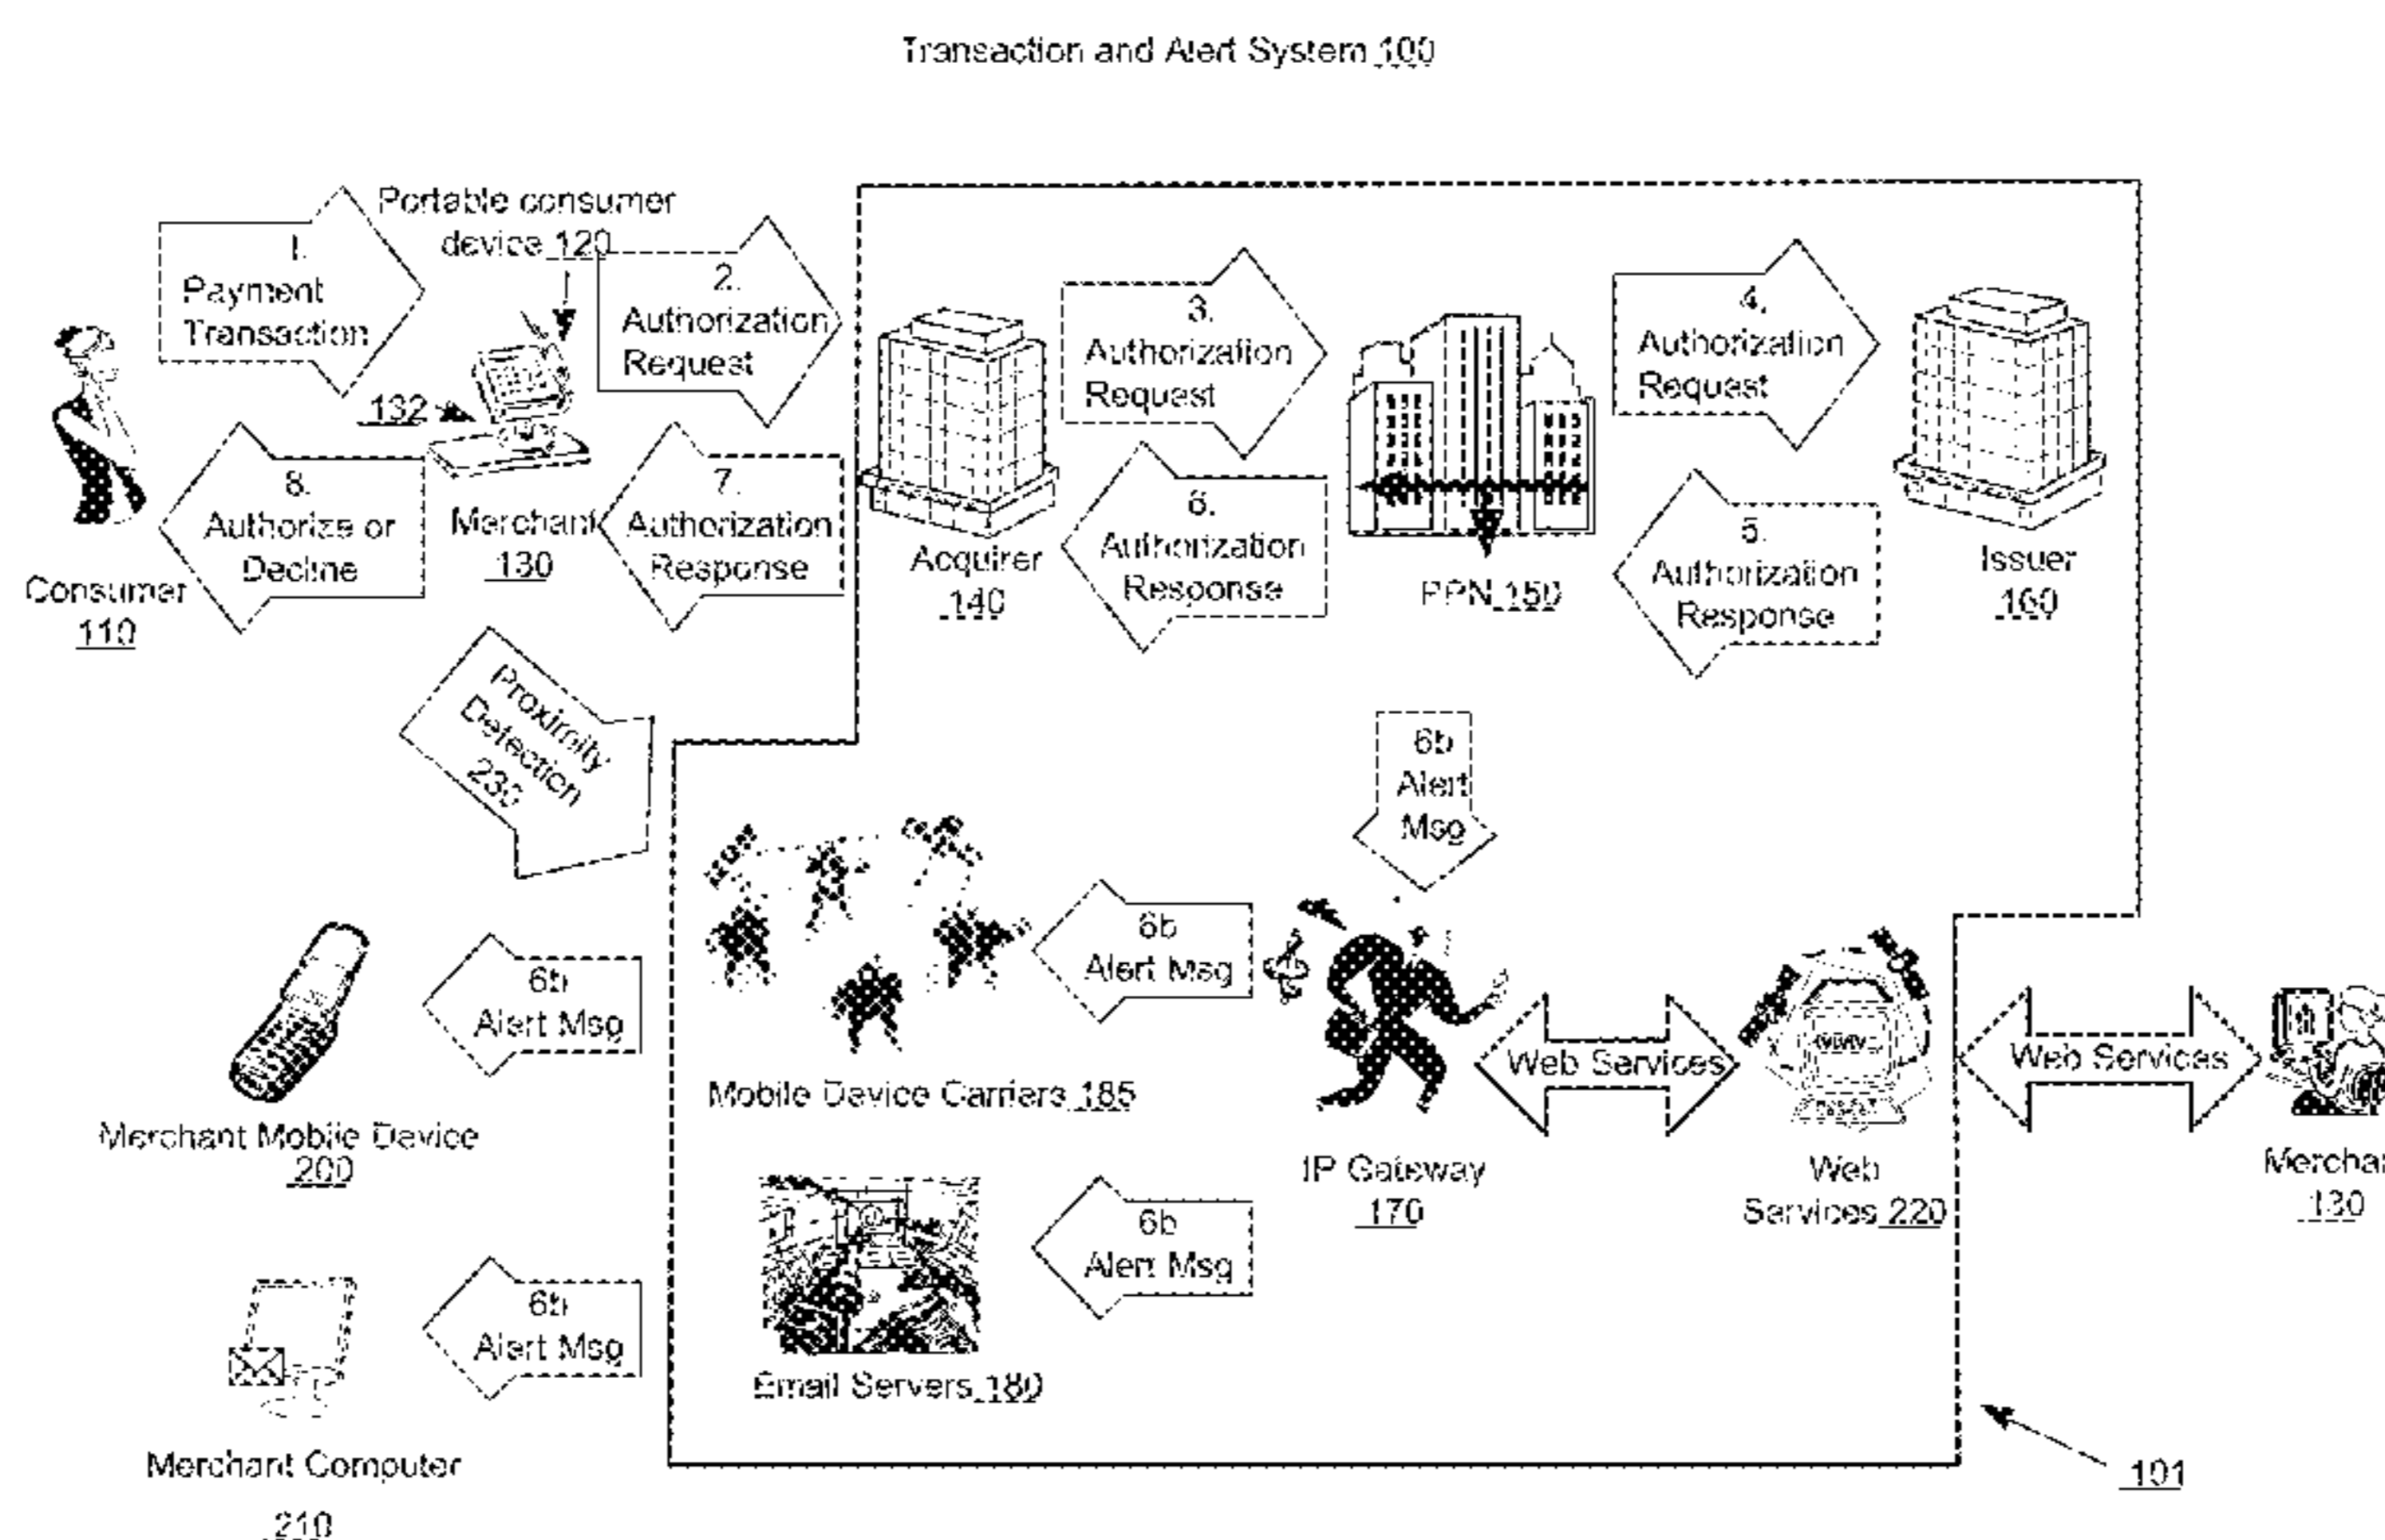 Transaction and Alert System 100
1.
Payment
Transaction
Portable consumer
device 120
2.
Authorization
Request
3.
Authorization
Request
4.
Authorization
Request
132
8.
Authorize or
Decline
Merchant
130
7.
Authorization
Response
Acquirer
140
6.
Authorization
Response
PPN 150
5.
Authorization
Response
Issuer
160
Consumer
110
Proximity
Detection
230
6b
Alert
Msg
6b
Alert Msg
6b
Alert Msg
Web Services
WWW
Web Services
Mobile Device Carriers 185
Merchant Mobile Device
200
IP Gateway
170
Web
Services 220
130
6b
Alert Msg
6b
Alert Msg
Email Servers 180
Merchant Computer
210
101